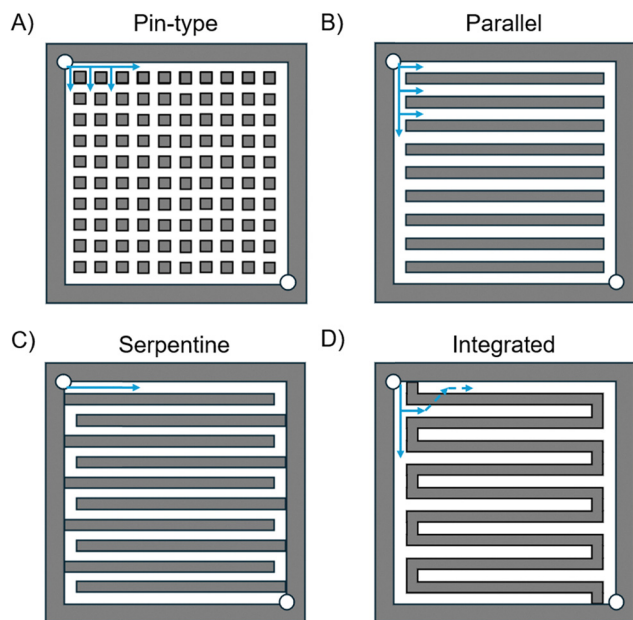 A) Pin-type
B) Parallel
C) Serpentine
D) Integrated